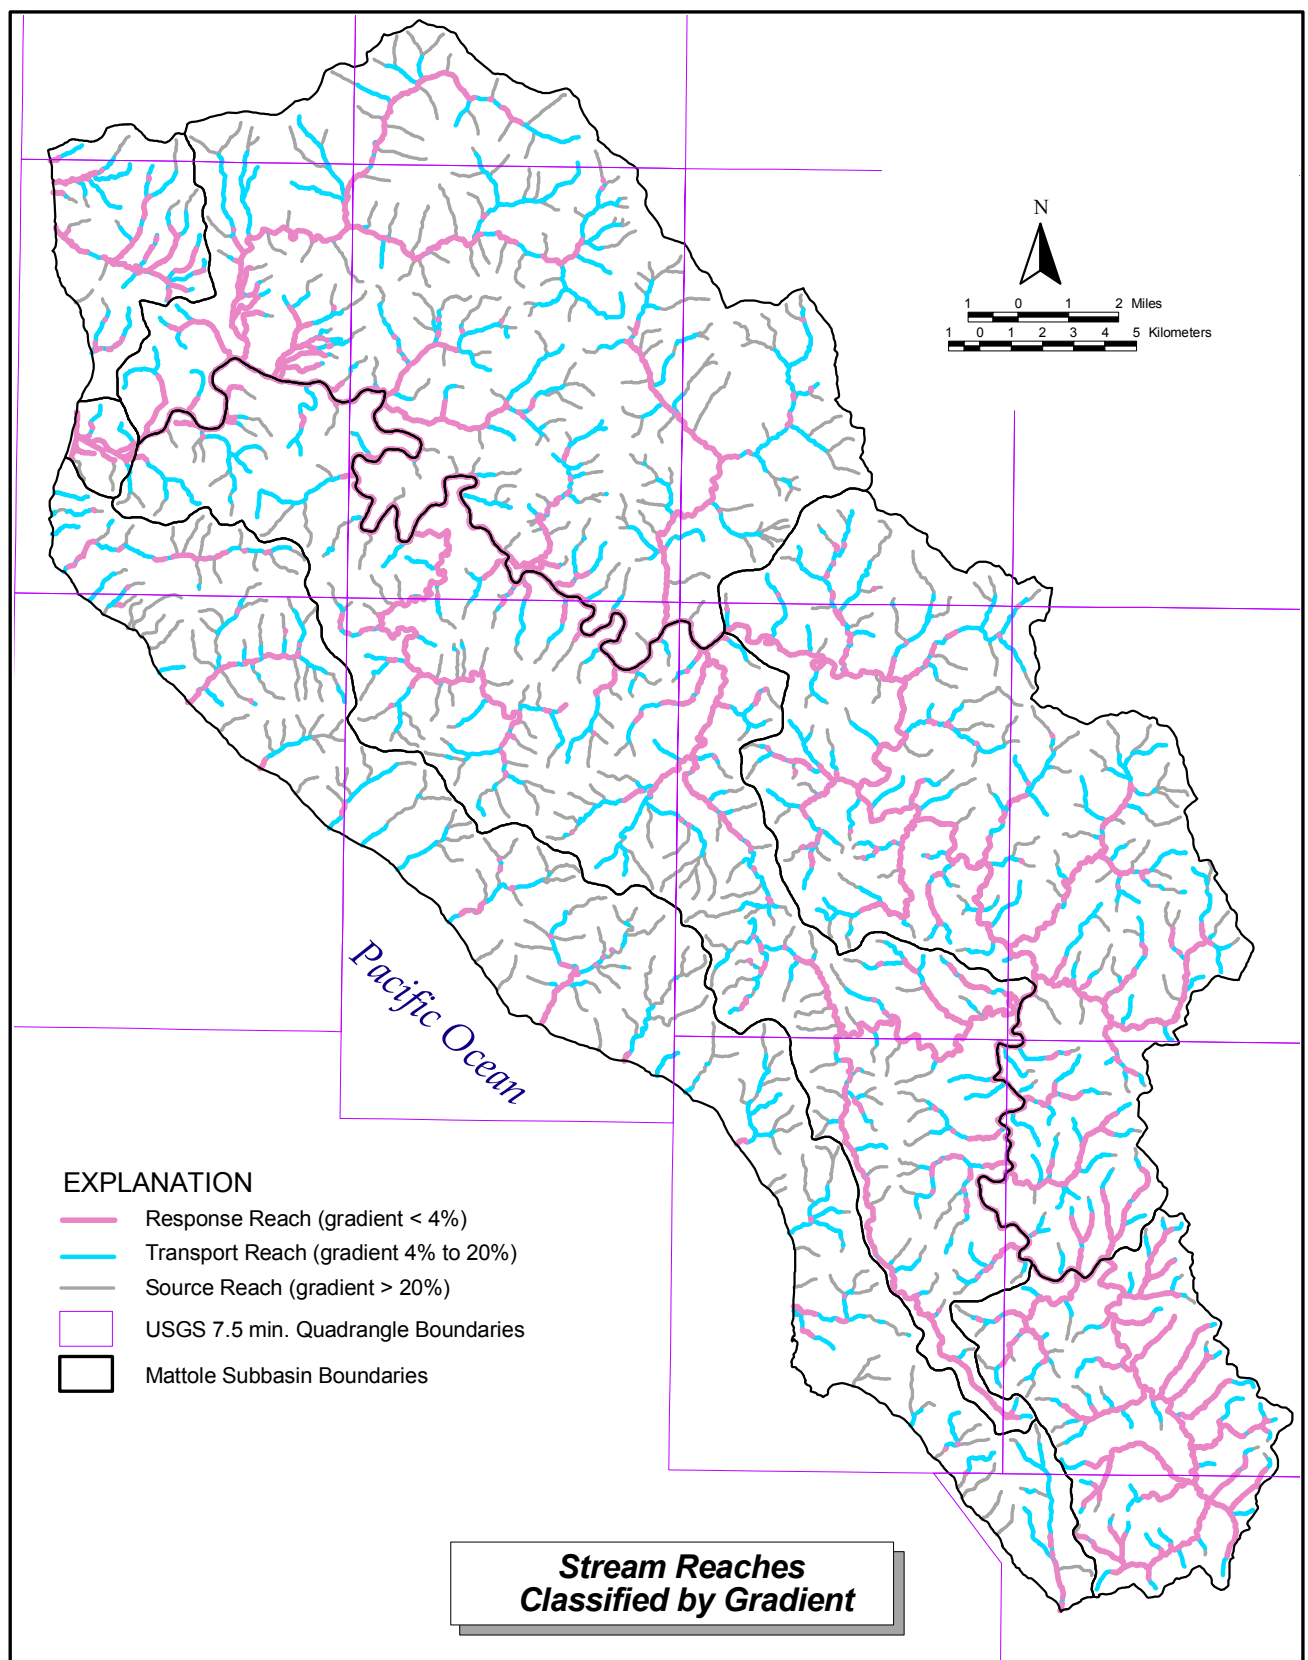 N
1 0 1 2 Miles
1 0 1 2 3 4 5 Kilometers
Pacific Ocean
EXPLANATION
Response Reach (gradient < 4%)
Transport Reach (gradient 4% to 20%)
Source Reach (gradient > 20%)
USGS 7.5 min. Quadrangle Boundaries
Mattole Subbasin Boundaries
Stream Reaches
Classified by Gradient